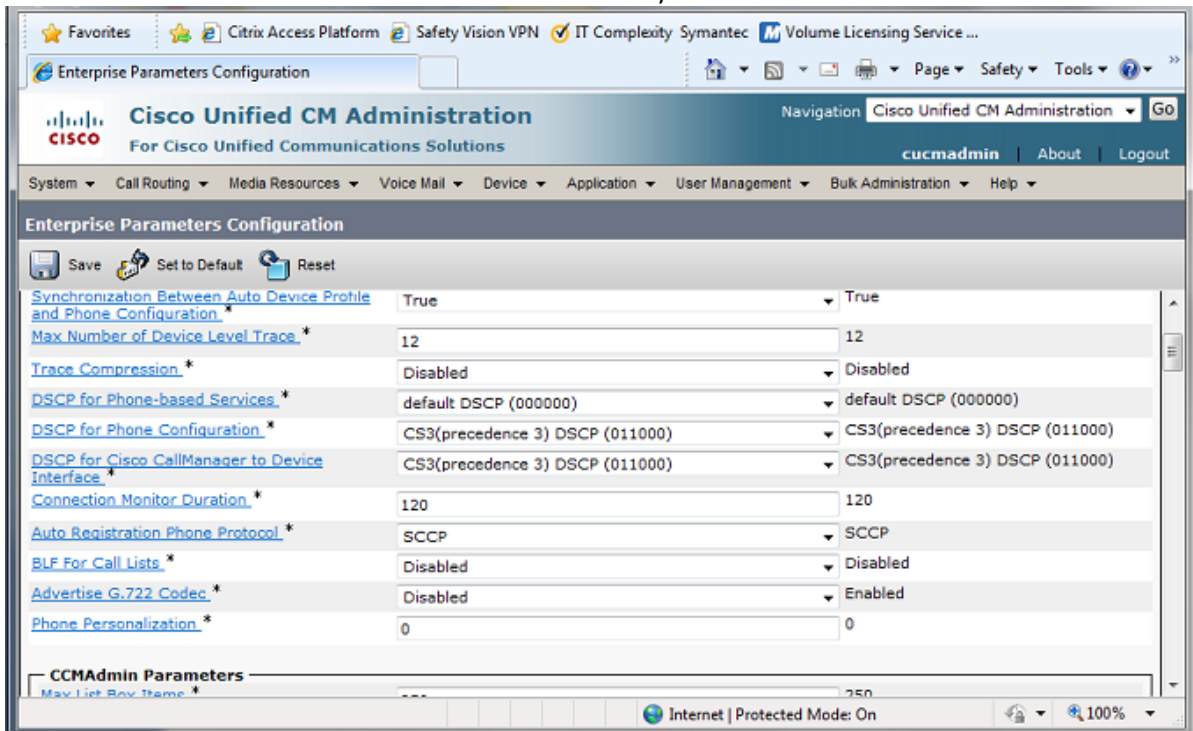 Favorites Citrix Access Platform Safety Vision VPN IT Complexity Symantec Volume Licensing Service ...
Enterprise Parameters Configuration Page Safety Tools
CISCO Cisco Unified CM Administration
For Cisco Unified Communications Solutions
Navigation Cisco Unified CM Administration Go
cucmadmin | About | Logout
System Call Routing Media Resources Voice Mail Device Application User Management Bulk Administration Help
Enterprise Parameters Configuration
Save Set to Default Reset
Synchronization Between Auto Device Profile and Phone Configuration * True True
Max Number of Device Level Trace * 12 12
Trace Compression * Disabled Disabled
DSCP for Phone-based Services * default DSCP (000000) default DSCP (000000)
DSCP for Phone Configuration * CS3(precedence 3) DSCP (011000) CS3(precedence 3) DSCP (011000)
DSCP for Cisco CallManager to Device Interface * CS3(precedence 3) DSCP (011000) CS3(precedence 3) DSCP (011000)
Connection Monitor Duration * 120 120
Auto Registration Phone Protocol * SCCP SCCP
BLF For Call Lists * Disabled Disabled
Advertise G.722 Codec * Disabled Enabled
Phone Personalization * 0 0
CCMAdmin Parameters
Max List Box Items * 250
Internet | Protected Mode: On 100%